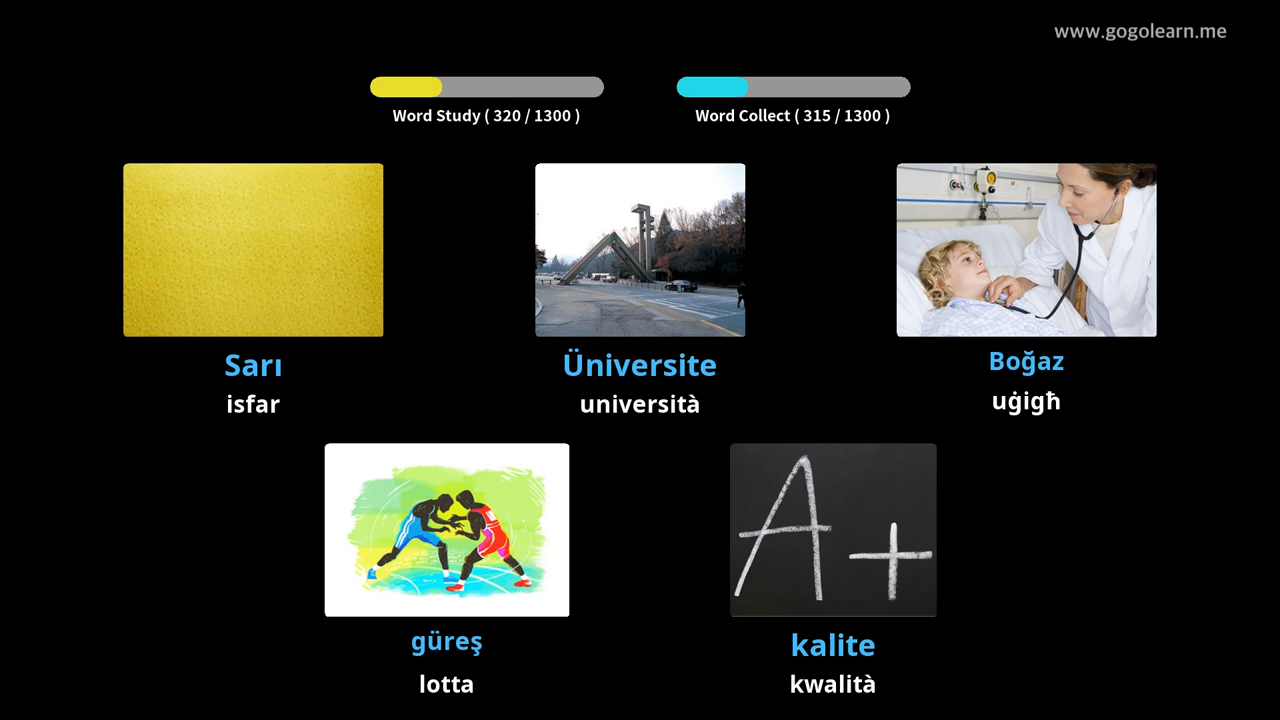 www.gogolearn.me
Word Study ( 320 / 1300 )
Word Collect ( 315 / 1300 )
Sarı
isfar
Üniversite
università
Boğaz
uġigħ
güreş
lotta
A+
kalite
kwalità